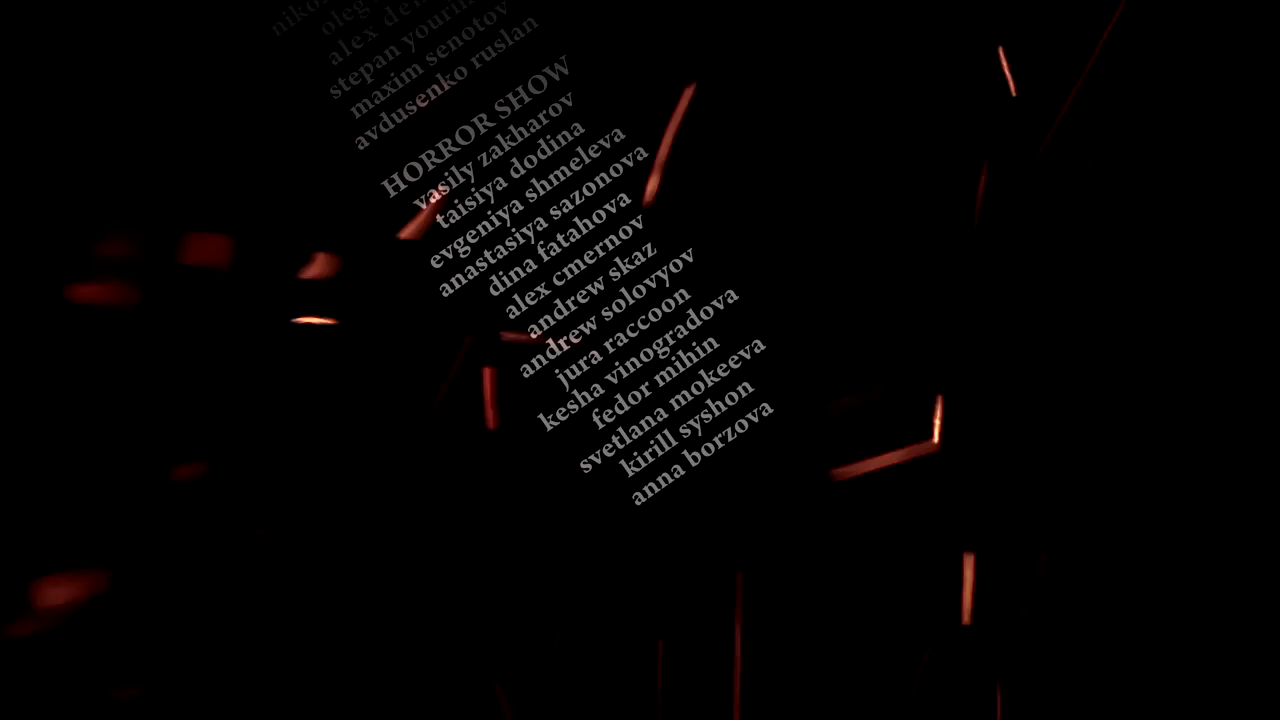 oleg
alex
stepan
maxim senotov
avdusenko ruslan
HORROR SHOW
vasily zakharov
taisiya dodina
evgeniya shmeleva
anastasiya sazonova
dina fatahova
alex cmernov
andrew skaz
andrew solovyov
jura raccoon
kesha vinogradova
fedor mihin
svetlana mokeeva
kirill syshon
anna borzova